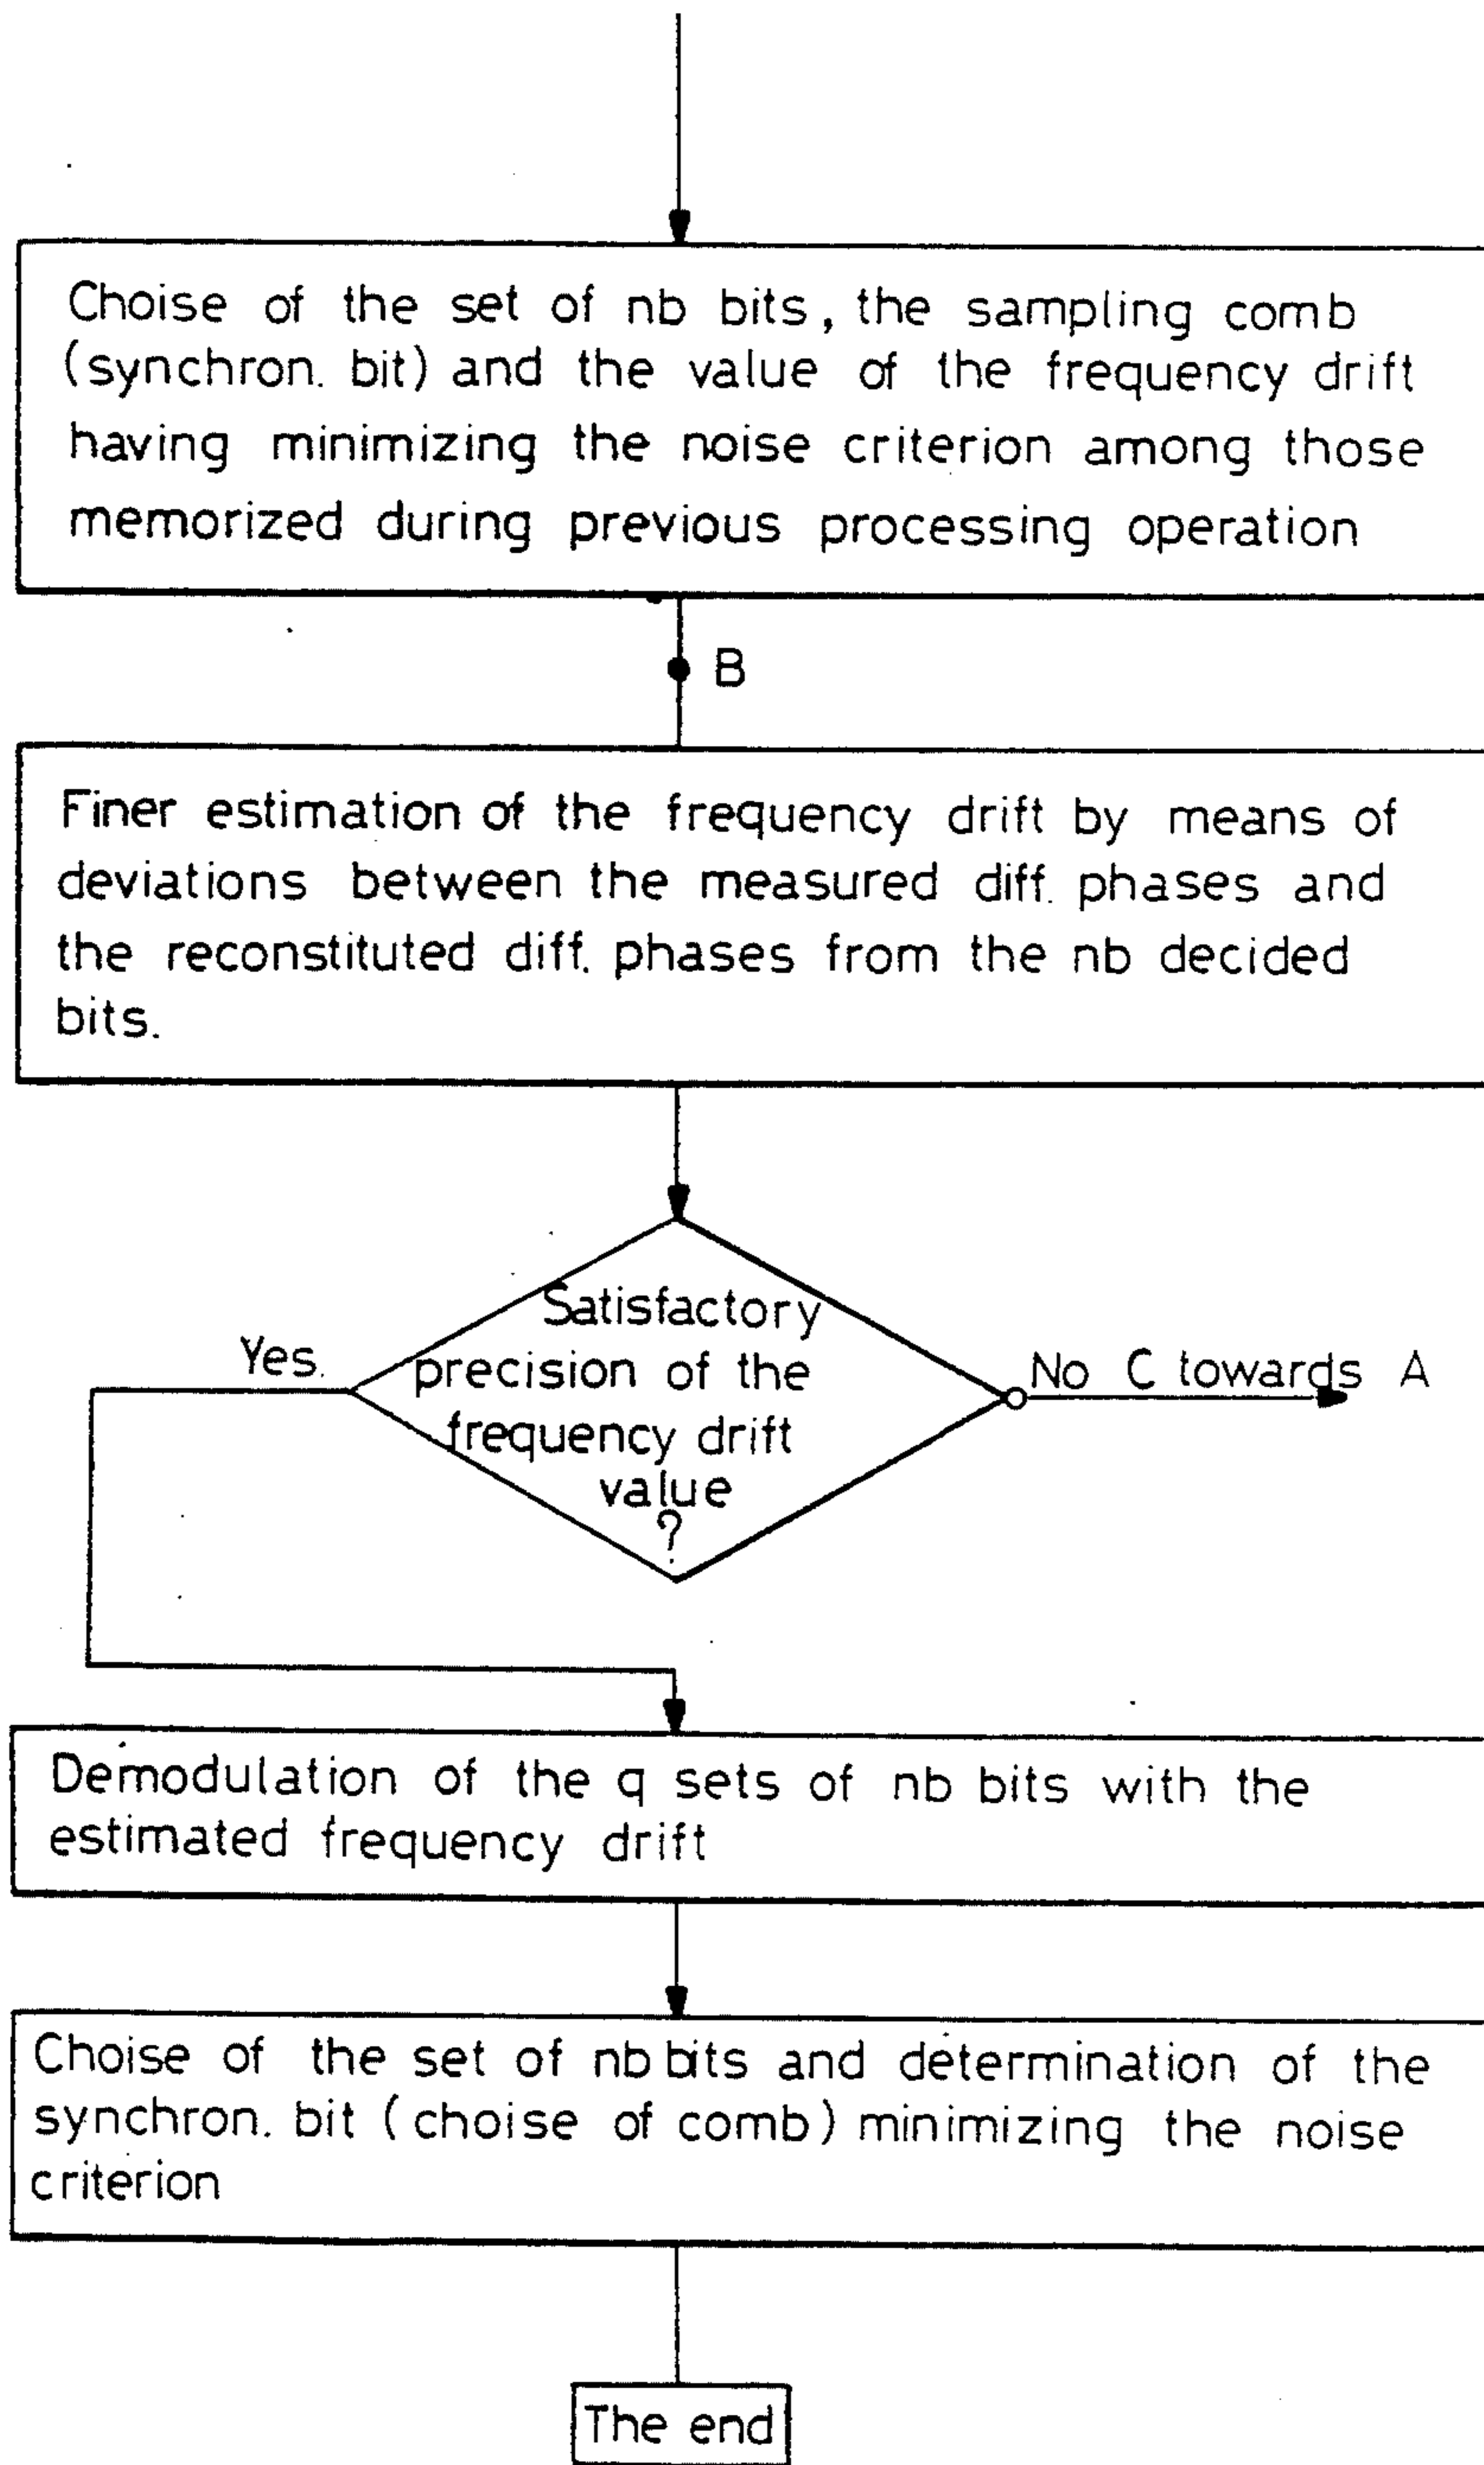 Choise of the set of nb bits, the sampling comb
(synchron. bit) and the value of the frequency drift
having minimizing the noise criterion among those
memorized during previous processing operation
B
Finer estimation of the frequency drift by means of
deviations between the measured diff. phases and
the reconstituted diff. phases from the nb decided
bits.
Satisfactory
precision of the
frequency drift
value
?
Yes.
No C towards A
Demodulation of the q sets of nb bits with the
estimated frequency drift
Choise of the set of nb bits and determination of the
synchron. bit (choise of comb) minimizing the noise
criterion
The end